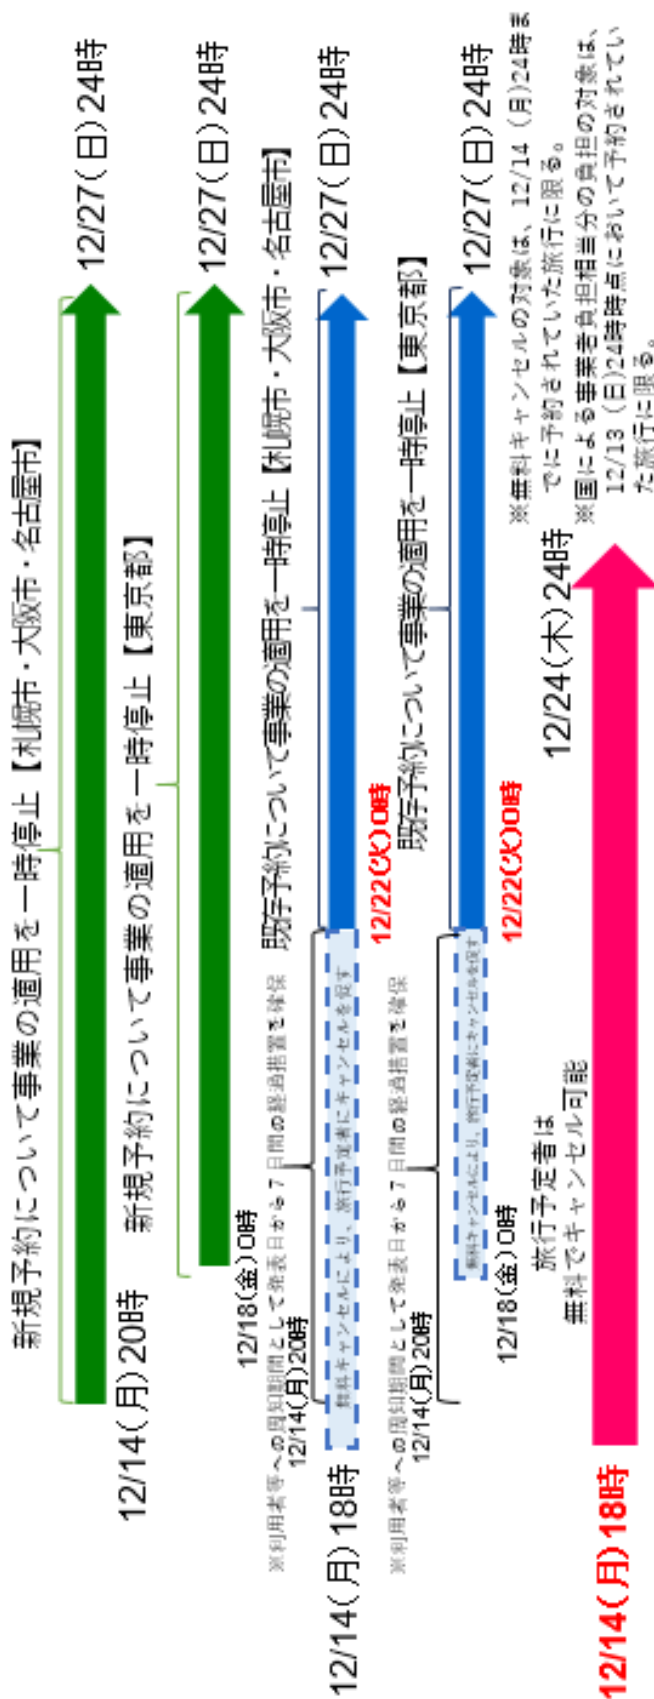 新規予約について事業の適用を一時停止【札幌市・大阪市・名古屋市】
12/14(月)20時
12/27(日)24時
新規予約について事業の適用を一時停止【東京都】
12/18(金)0時
12/27(日)24時
※利用者等への周知期間として発表日から7日間の経過措置を確保
既存予約について事業の適用を一時停止【札幌市・大阪市・名古屋市】
12/14(月)20時
12/14(月)18時
無料キャンセルにより、旅行予定者にキャンセルを促す
12/27(日)24時
12/22(火)0時
※利用者等への周知期間として発表日から7日間の経過措置を確保
既存予約について事業の適用を一時停止【東京都】
12/14(月)20時
無料キャンセルにより、旅行予定者にキャンセルを促す
12/27(日)24時
12/18(金)0時
12/22(火)0時
※無料キャンセルの対象は、12/14(月)24時ま
でに予約されていた旅行に限る。
※国による事業者負担相当分の負担の対象は、
12/13(日)24時時点において予約されてい
た旅行に限る。
旅行予定者は
無料でキャンセル可能
12/24(木)24時
12/14(月)18時